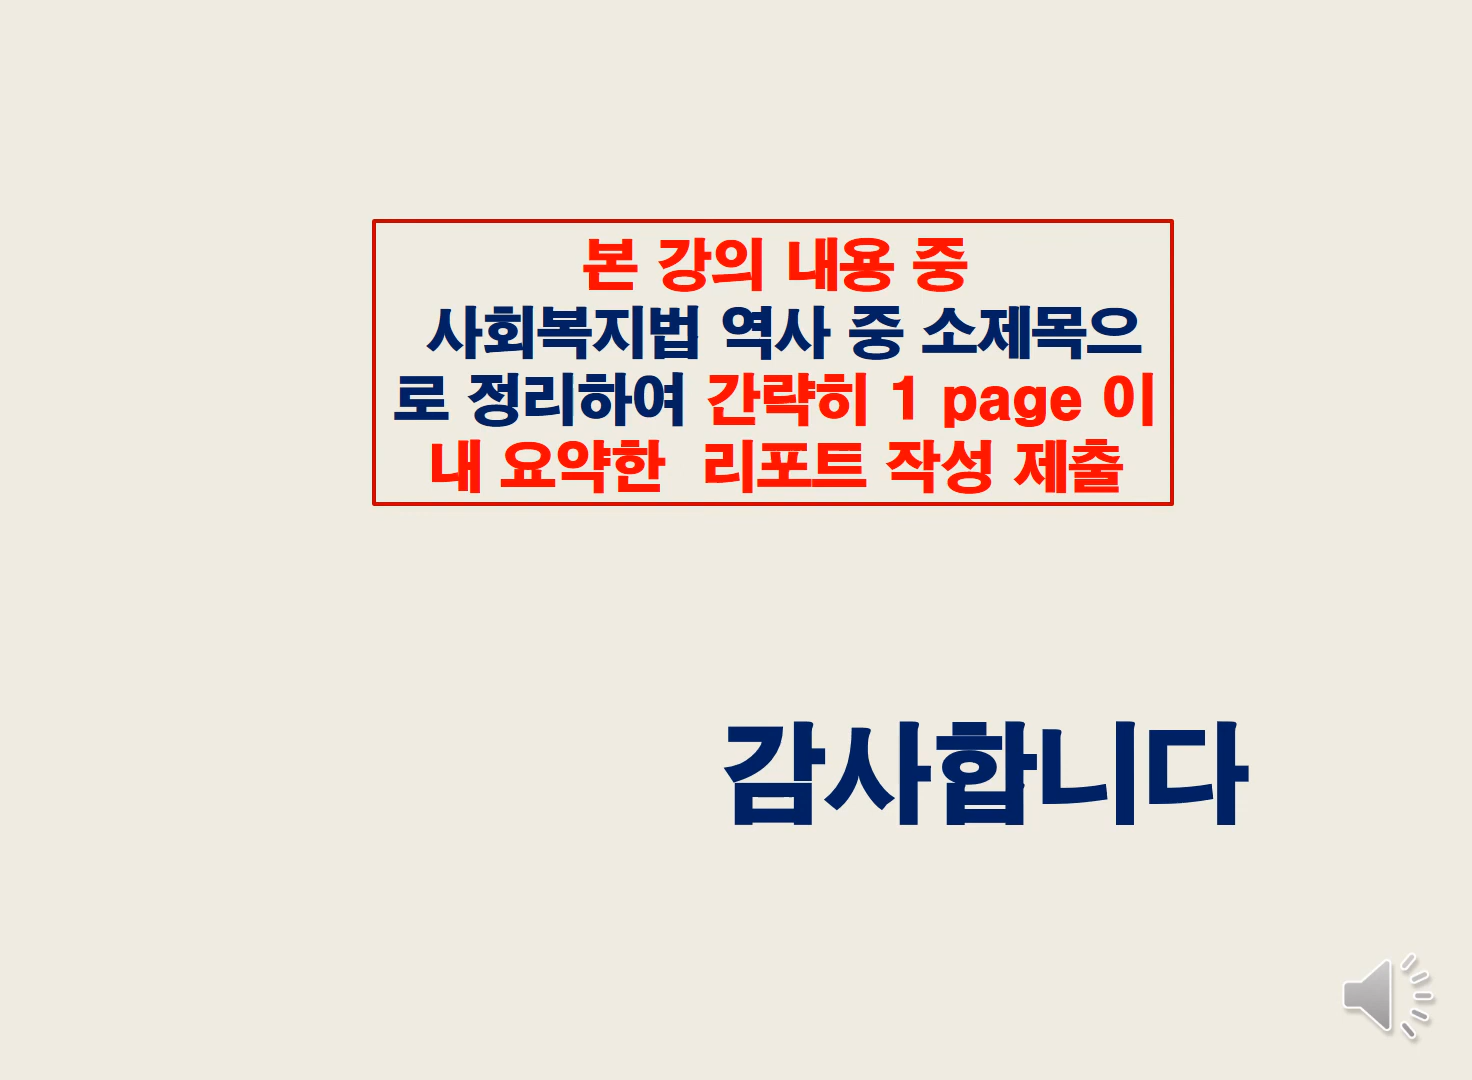 본 강의 내용 중
사회복지법 역사 중 소제목으
로 정리하여 간략히 1 page 이
내 요약한 리포트 작성 제출
감사합니다